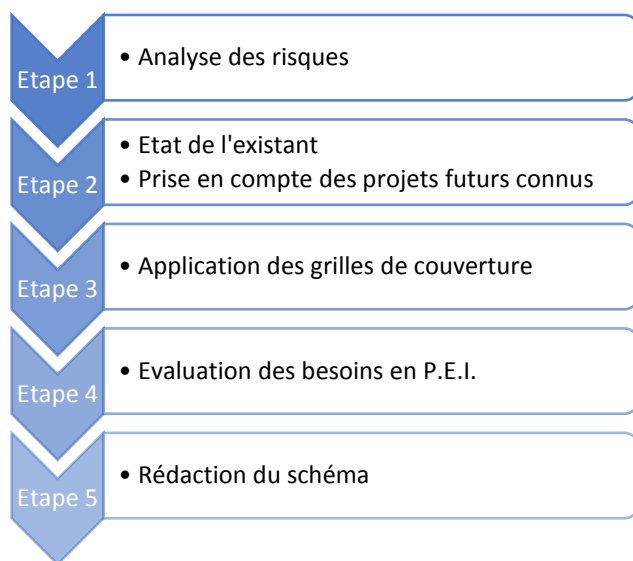 Etape 1
• Analyse des risques
Etape 2
• Etat de l'existant
• Prise en compte des projets futurs connus
Etape 3
• Application des grilles de couverture
Etape 4
• Evaluation des besoins en P.E.I.
Etape 5
• Rédaction du schéma